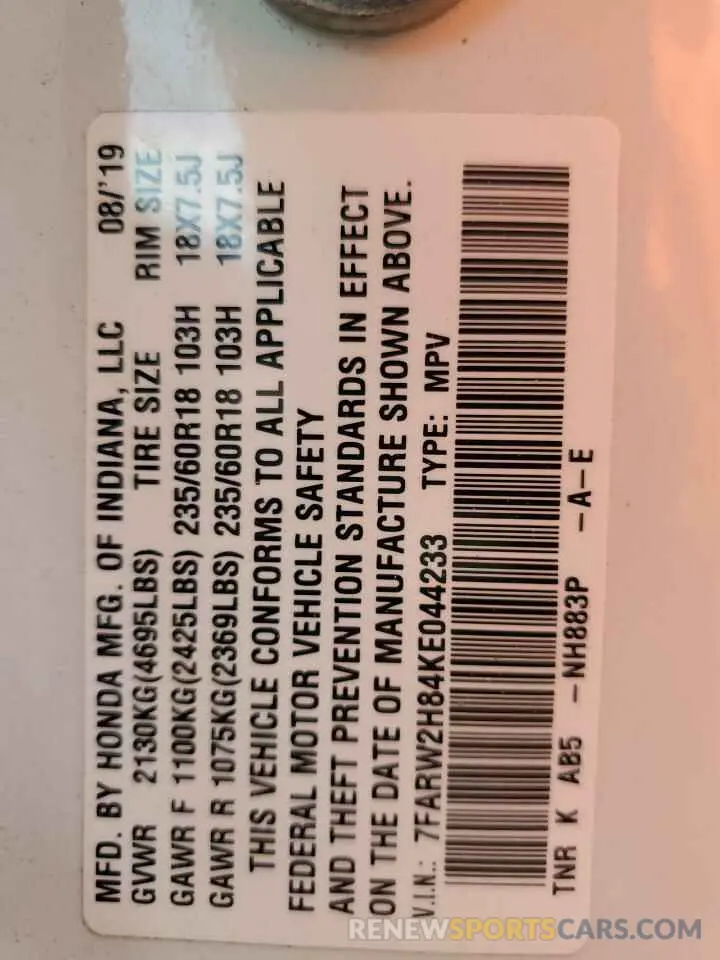 MFD. BY HONDA MFG. OF INDIANA, LLC 08/'19
GVWR 2130KG(4695LBS) TIRE SIZE RIM SIZE
GAWR F 1100KG(2425LBS) 235/60R18 103H 18X7.5J
GAWR R 1075KG(2369LBS) 235/60R18 103H 18X7.5J
THIS VEHICLE CONFORMS TO ALL APPLICABLE
FEDERAL MOTOR VEHICLE SAFETY
AND THEFT PREVENTION STANDARDS IN EFFECT
ON THE DATE OF MANUFACTURE SHOWN ABOVE.
V.I.N.: 7FARW2H84KE044233 TYPE: MPV
TNR K AB5 -NH883P -A-E
RENEWSPORTSCARS.COM